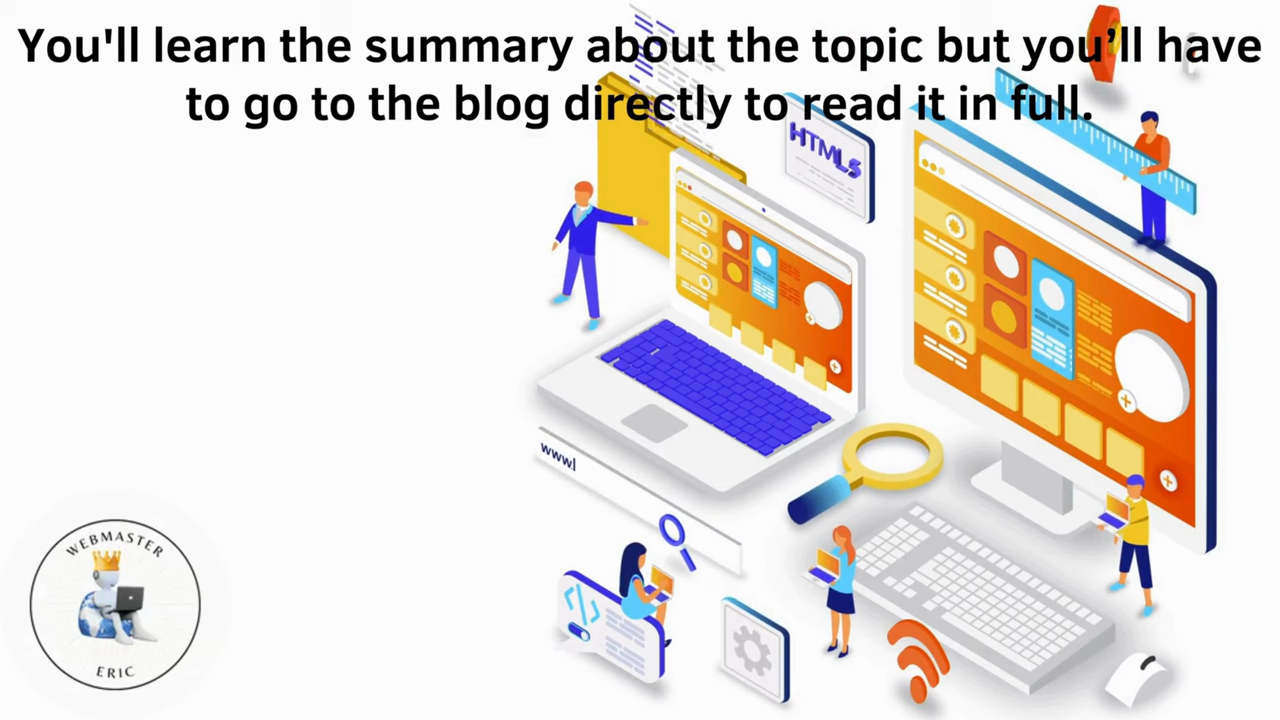 You'll learn the summary about the topic but you’ll have
to go to the blog directly to read it in full.
HTML5
www
WEBMASTER
ERIC